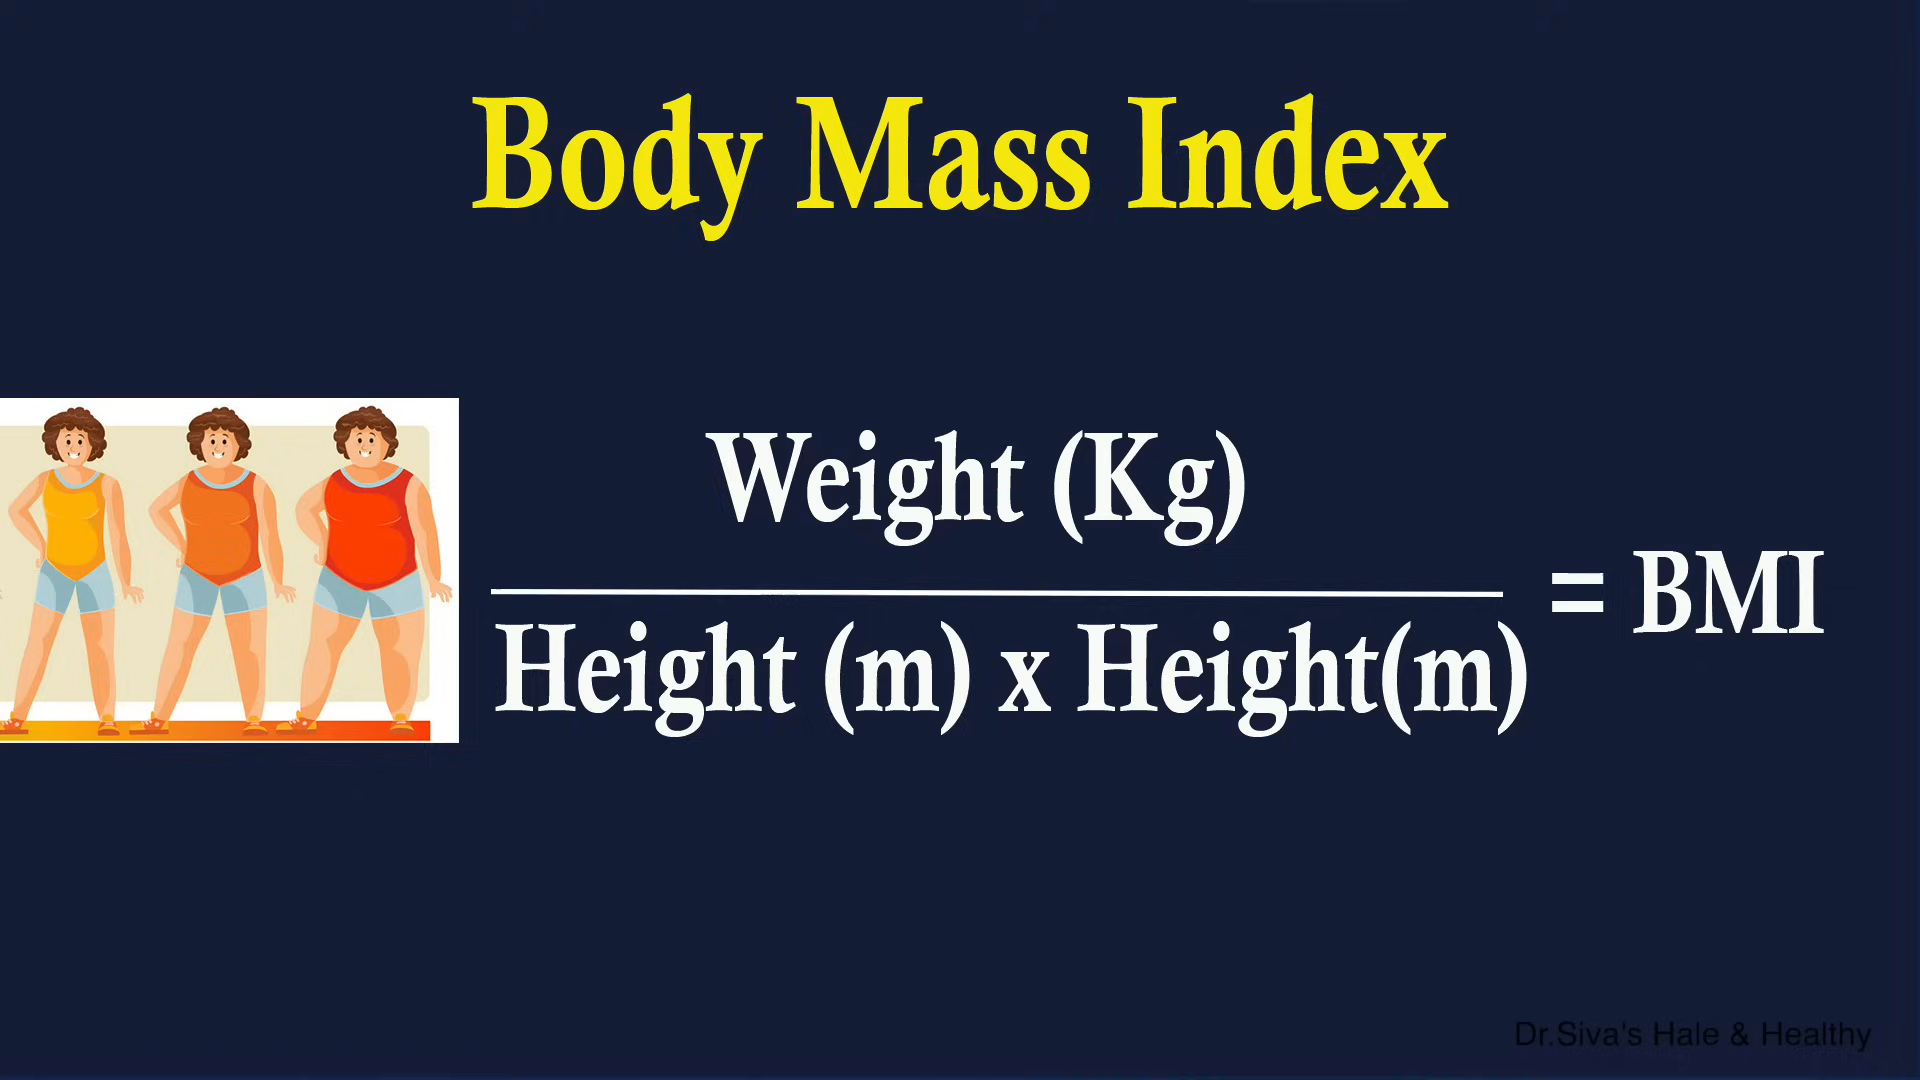 Body Mass Index
Weight (Kg)
Height (m) x Height(m)
= BMI
Dr.Siva's Hale & Healthy